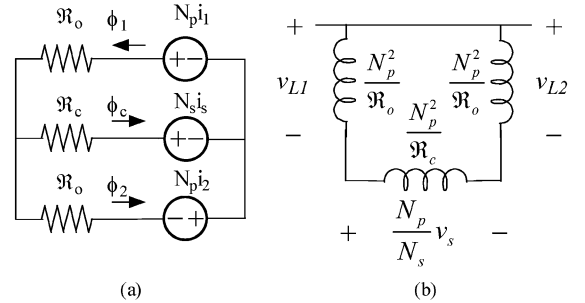 ℜo ϕ1 Npi1
+ −
ℜc ϕc Nsis
+ −
ℜo ϕ2 Npi2
− +
(a)
+ +
vL1 Np²/ℜo Np²/ℜo vL2
− −
Np²/ℜc
+ Np/Ns vs −
(b)